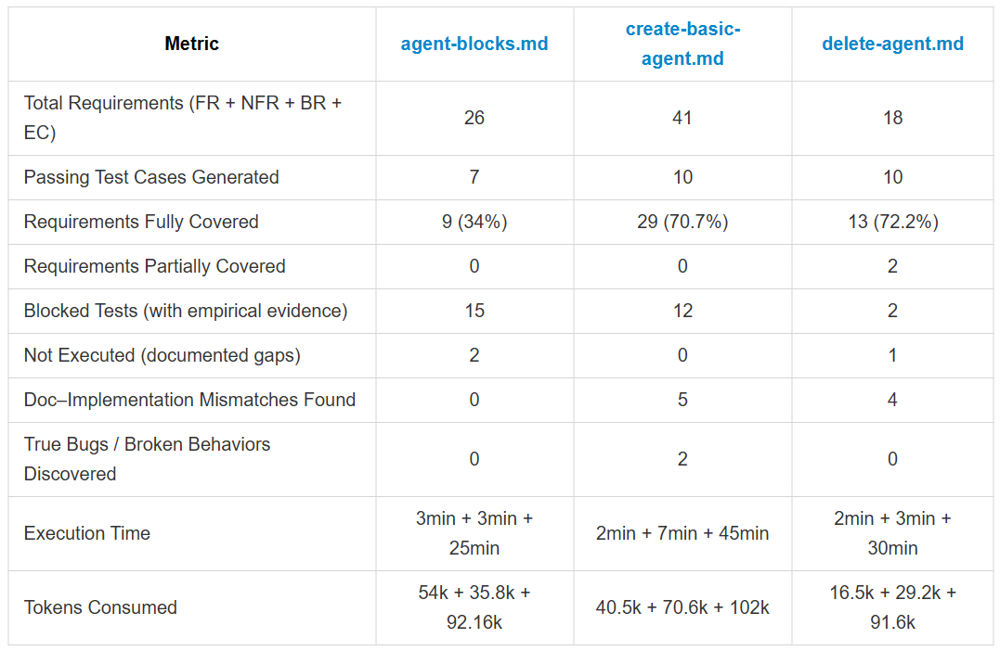 Metric agent-blocks.md create-basic-agent.md delete-agent.md
Total Requirements (FR + NFR + BR + EC) 26 41 18
Passing Test Cases Generated 7 10 10
Requirements Fully Covered 9 (34%) 29 (70.7%) 13 (72.2%)
Requirements Partially Covered 0 0 2
Blocked Tests (with empirical evidence) 15 12 2
Not Executed (documented gaps) 2 0 1
Doc–Implementation Mismatches Found 0 5 4
True Bugs / Broken Behaviors Discovered 0 2 0
Execution Time 3min + 3min + 25min 2min + 7min + 45min 2min + 3min + 30min
Tokens Consumed 54k + 35.8k + 92.16k 40.5k + 70.6k + 102k 16.5k + 29.2k + 91.6k